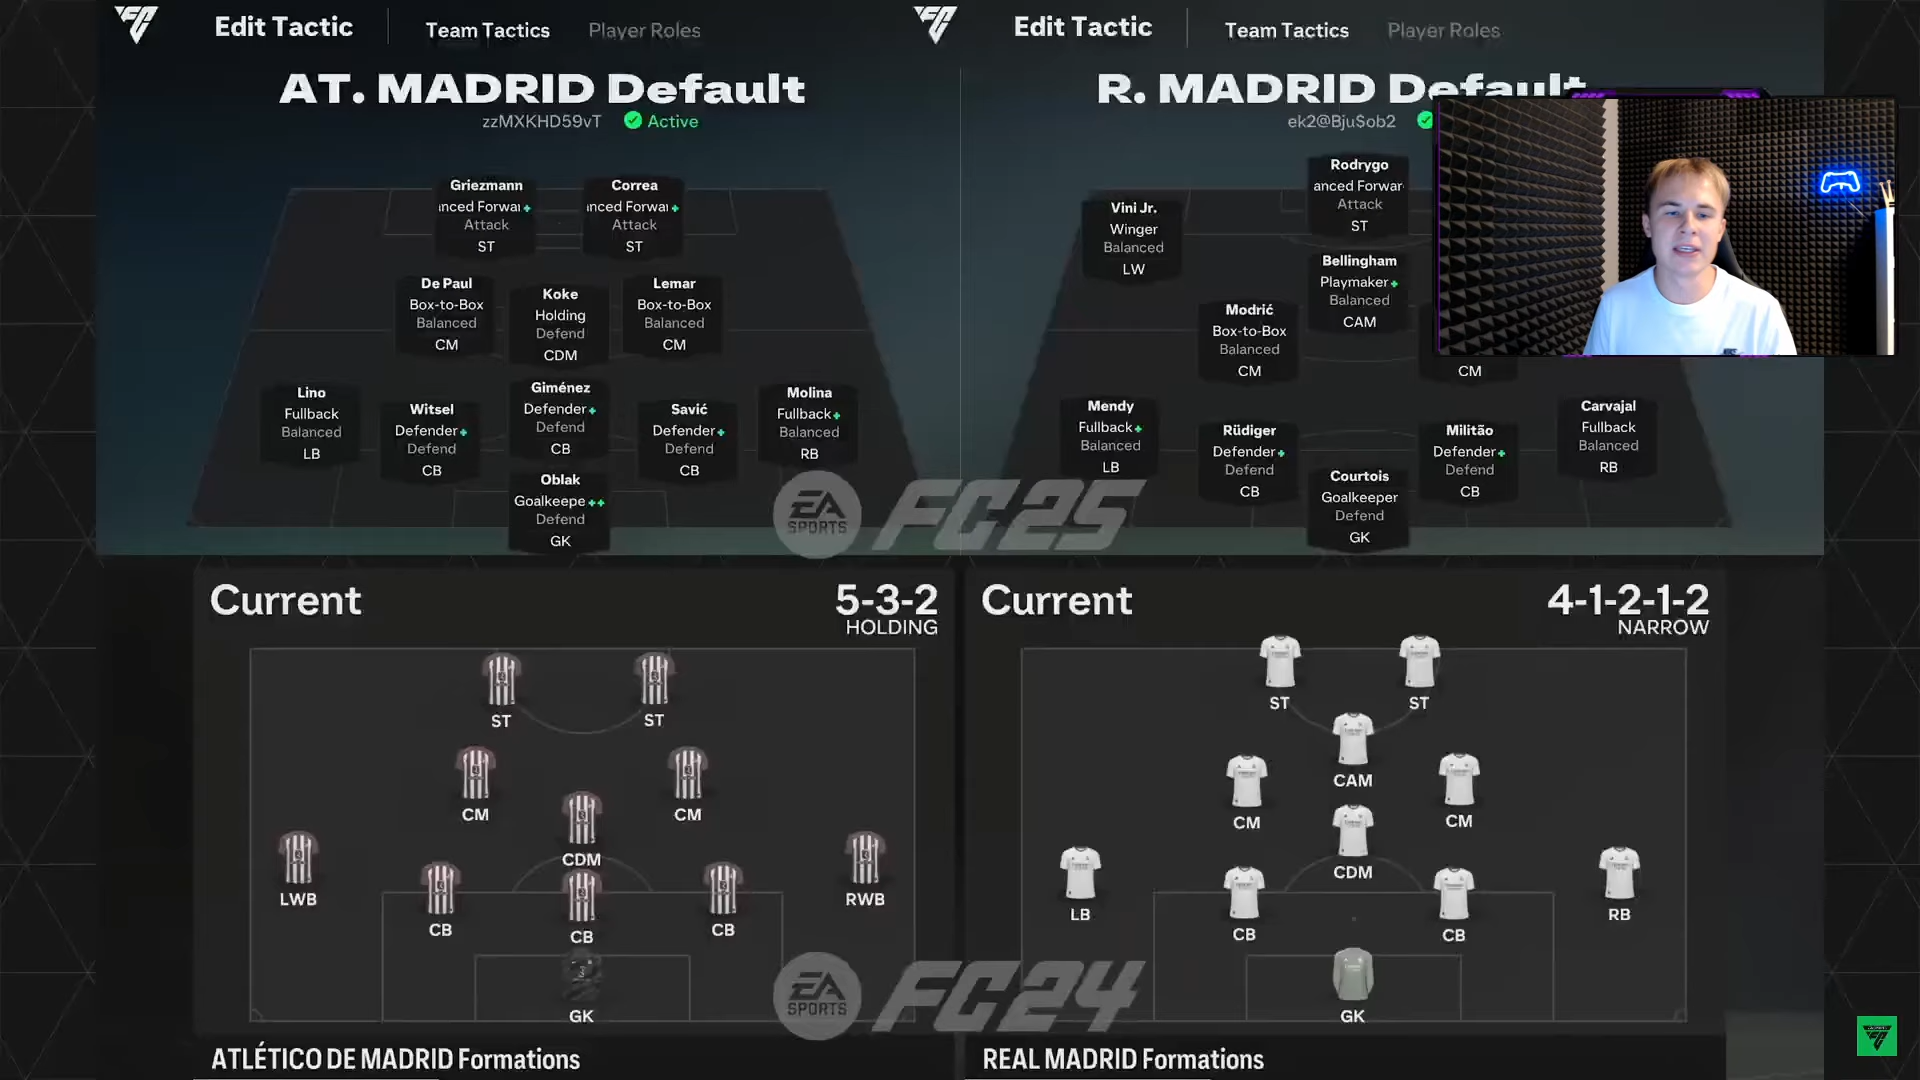 Edit Tactic
Team Tactics
Player Roles
AT. MADRID Default
zzMXKHD59vT
Active
Griezmann
nced Forwar
Attack
ST
Correa
nced Forwar
Attack
ST
De Paul
Box-to-Box
Balanced
CM
Koke
Holding
Defend
CDM
Lemar
Box-to-Box
Balanced
CM
Lino
Fullback
Balanced
LB
Witsel
Defender+
Defend
CB
Giménez
Defender+
Defend
CB
Savić
Defender+
Defend
CB
Molina
Fullback+
Balanced
RB
Oblak
Goalkeepe++
Defend
GK
Edit Tactic
Team Tactics
Player Roles
R. MADRID Default
ek2@Bju$ob2
Rodrygo
anced Forwar
Attack
ST
Vini Jr.
Winger
Balanced
LW
Bellingham
Playmaker+
Balanced
CAM
Modrić
Box-to-Box
Balanced
CM
CM
Mendy
Fullback+
Balanced
LB
Rüdiger
Defender+
Defend
CB
Militão
Defender+
Defend
CB
Carvajal
Fullback
Balanced
RB
Courtois
Goalkeeper
Defend
GK
EA SPORTS FC25
Current
5-3-2
HOLDING
ST
ST
CM
CM
CDM
LWB
RWB
CB
CB
CB
GK
ATLÉTICO DE MADRID Formations
Current
4-1-2-1-2
NARROW
ST
ST
CAM
CM
CM
CDM
LB
RB
CB
CB
GK
REAL MADRID Formations
EA SPORTS FC24